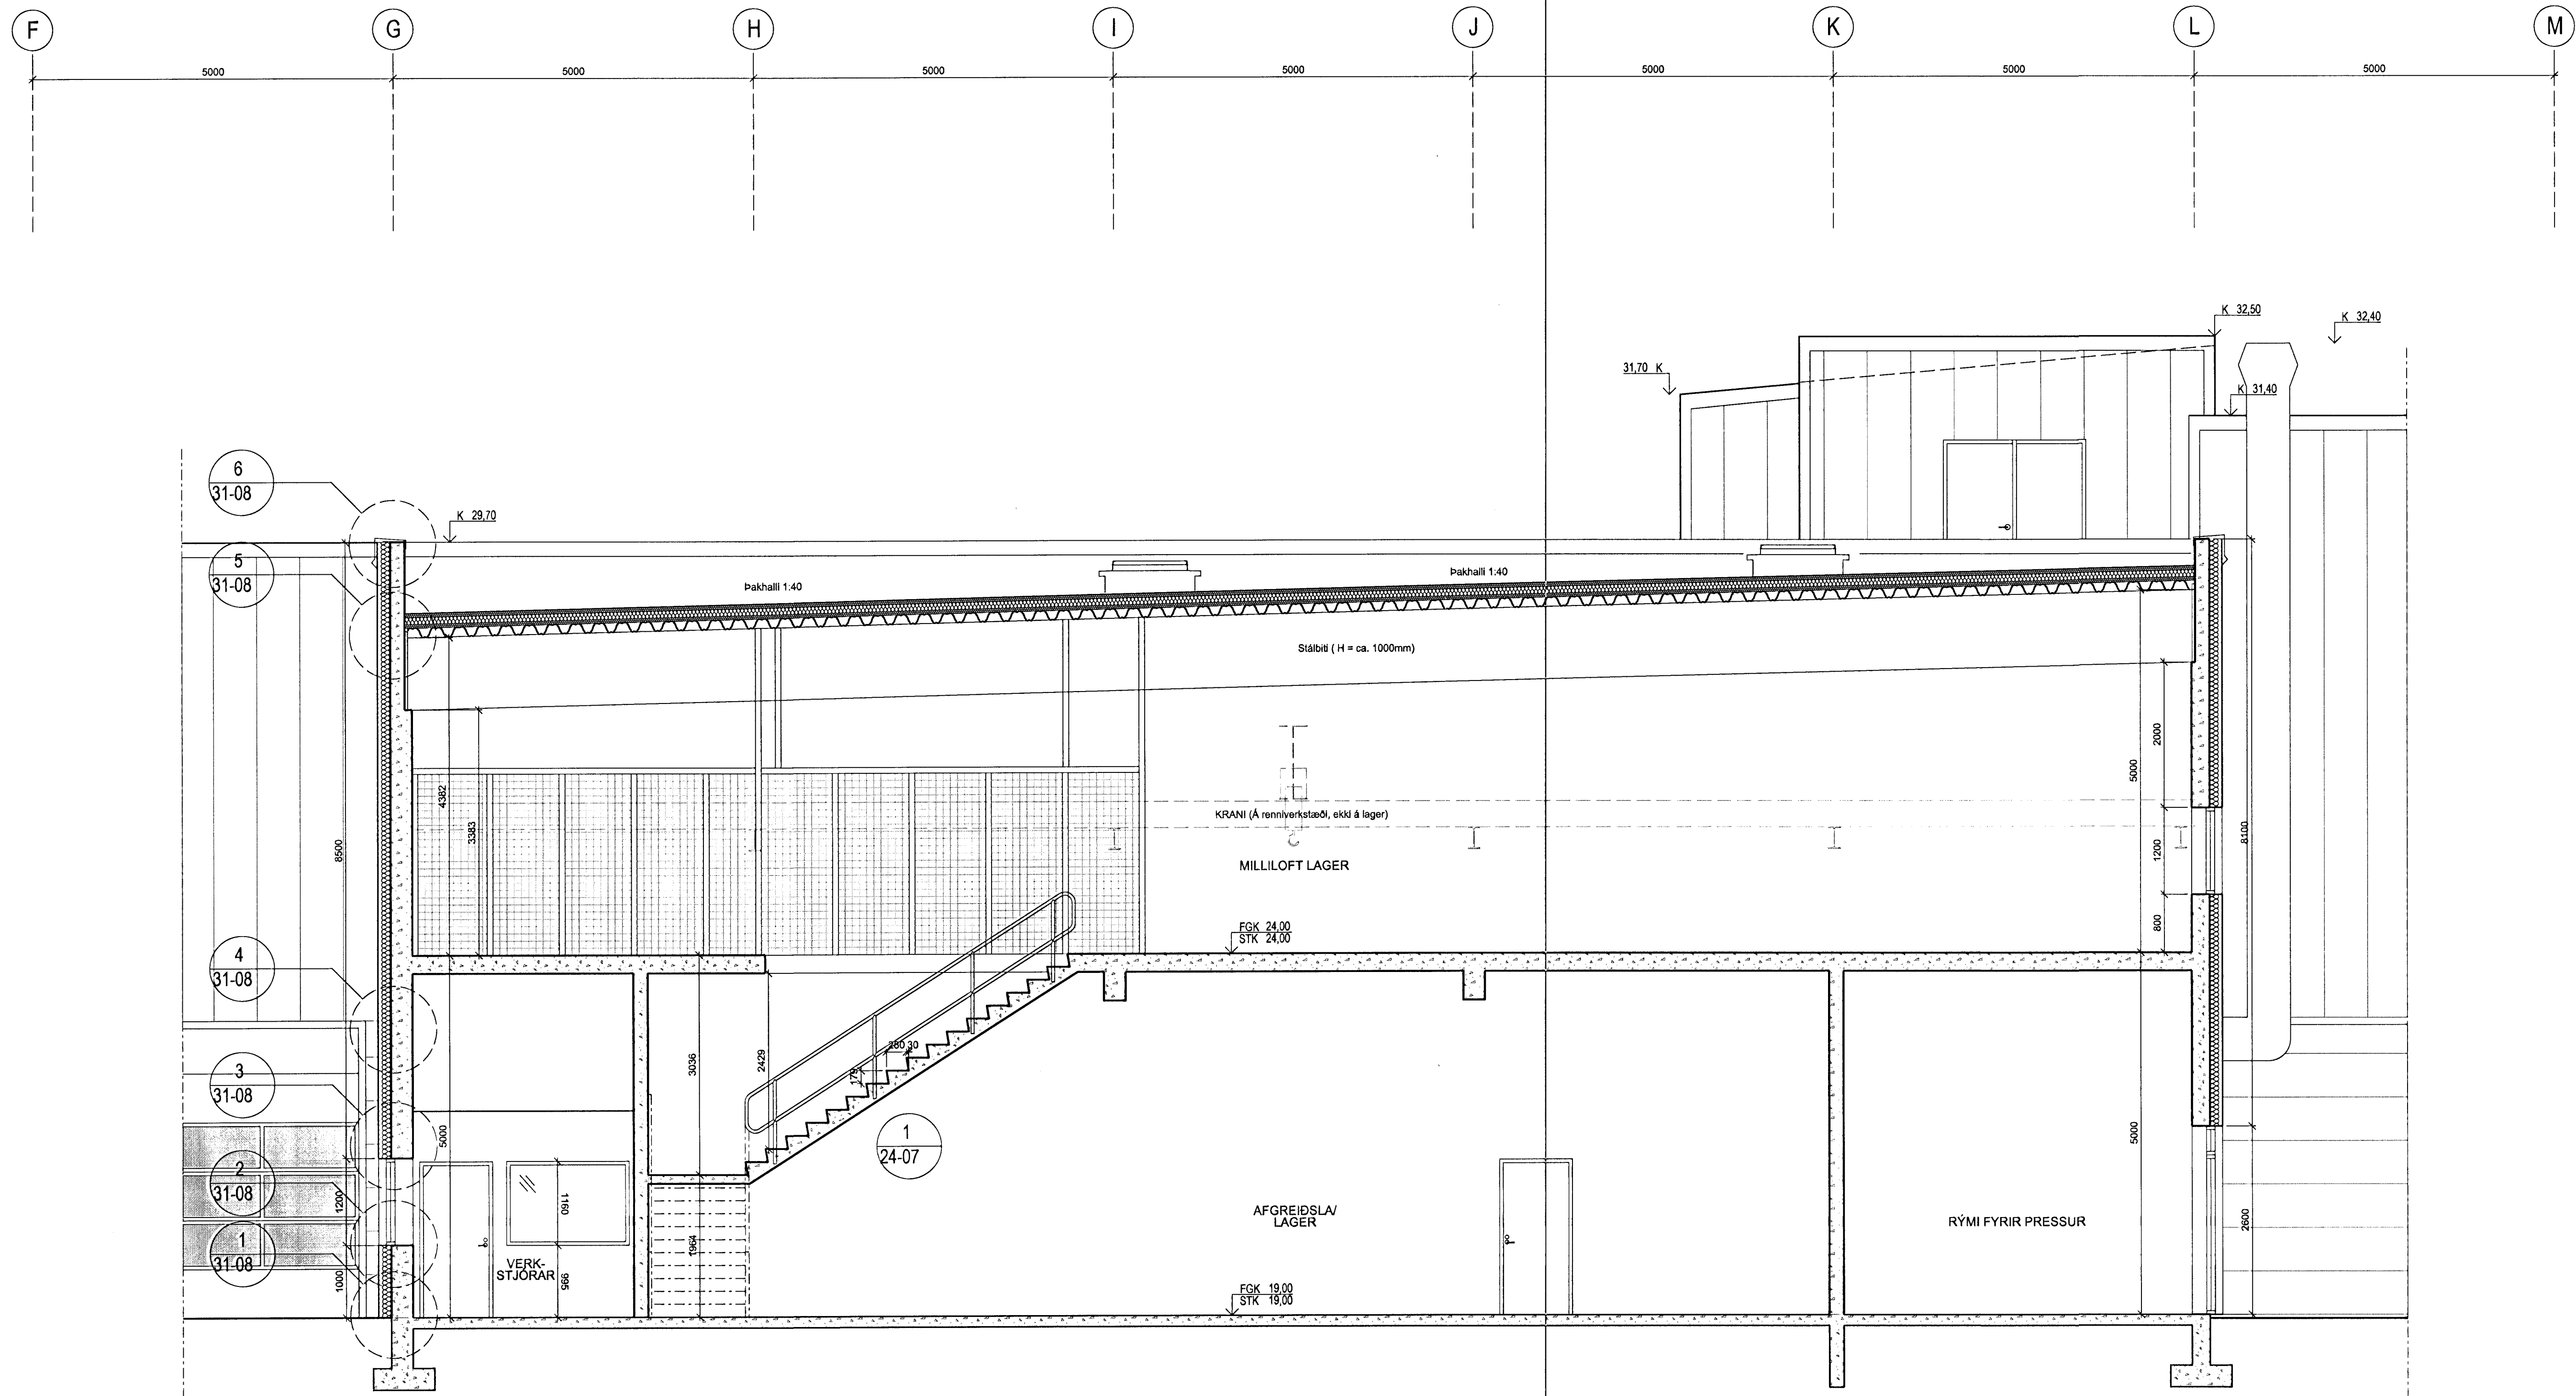 F
G
H
I
J
K
L
M
5000
5000
5000
5000
5000
5000
5000
K 32,50
K 32,40
31,70 K
K 31,40
6
31-08
K 29,70
5
31-08
Þakhalli 1:40
Þakhalli 1:40
Stálbiti ( H = ca. 1000mm)
2000
4382
5000
3383
KRANI (Á renniverkstæði, ekki á lager)
8500
8100
1200
MILLILOFT LAGER
800
FGK 24,00
STK 24,00
4
31-08
280 30
3036
2429
179
3
31-08
5000
5000
1
24-07
2
31-08
1200
1160
AFGREIÐSLA/
LAGER
RÝMI FYRIR PRESSUR
2600
1964
1
31-08
VERK-
STJÓRAR
1000
995
FGK 19,00
STK 19,00